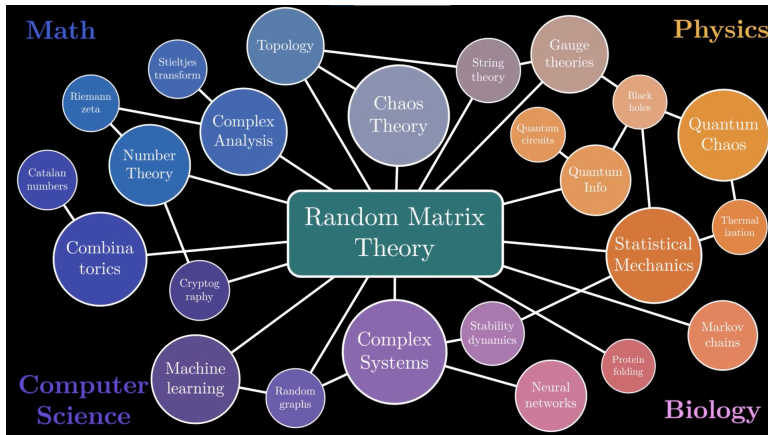 Math
Physics
Topology
Stieltjes
transform
String
theory
Gauge
theories
Riemann
zeta
Complex
Analysis
Chaos
Theory
Black
holes
Quantum
circuits
Quantum
Chaos
Number
Theory
Catalan
numbers
Quantum
Info
Random Matrix
Theory
Thermal
ization
Combina
torics
Statistical
Mechanics
Cryptog
raphy
Stability
dynamics
Markov
chains
Complex
Systems
Machine
learning
Protein
folding
Random
graphs
Neural
networks
Computer
Science
Biology